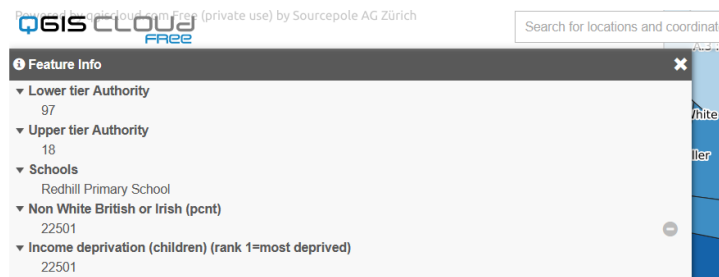 Powered by qgiscloud.com Free (private use) by Sourcepole AG Zürich
QGIS CLOUD
FREE
Search for locations and coordinat
Feature Info
Lower tier Authority
97
Upper tier Authority
18
Schools
Redhill Primary School
Non White British or Irish (pcnt)
22501
Income deprivation (children) (rank 1=most deprived)
22501